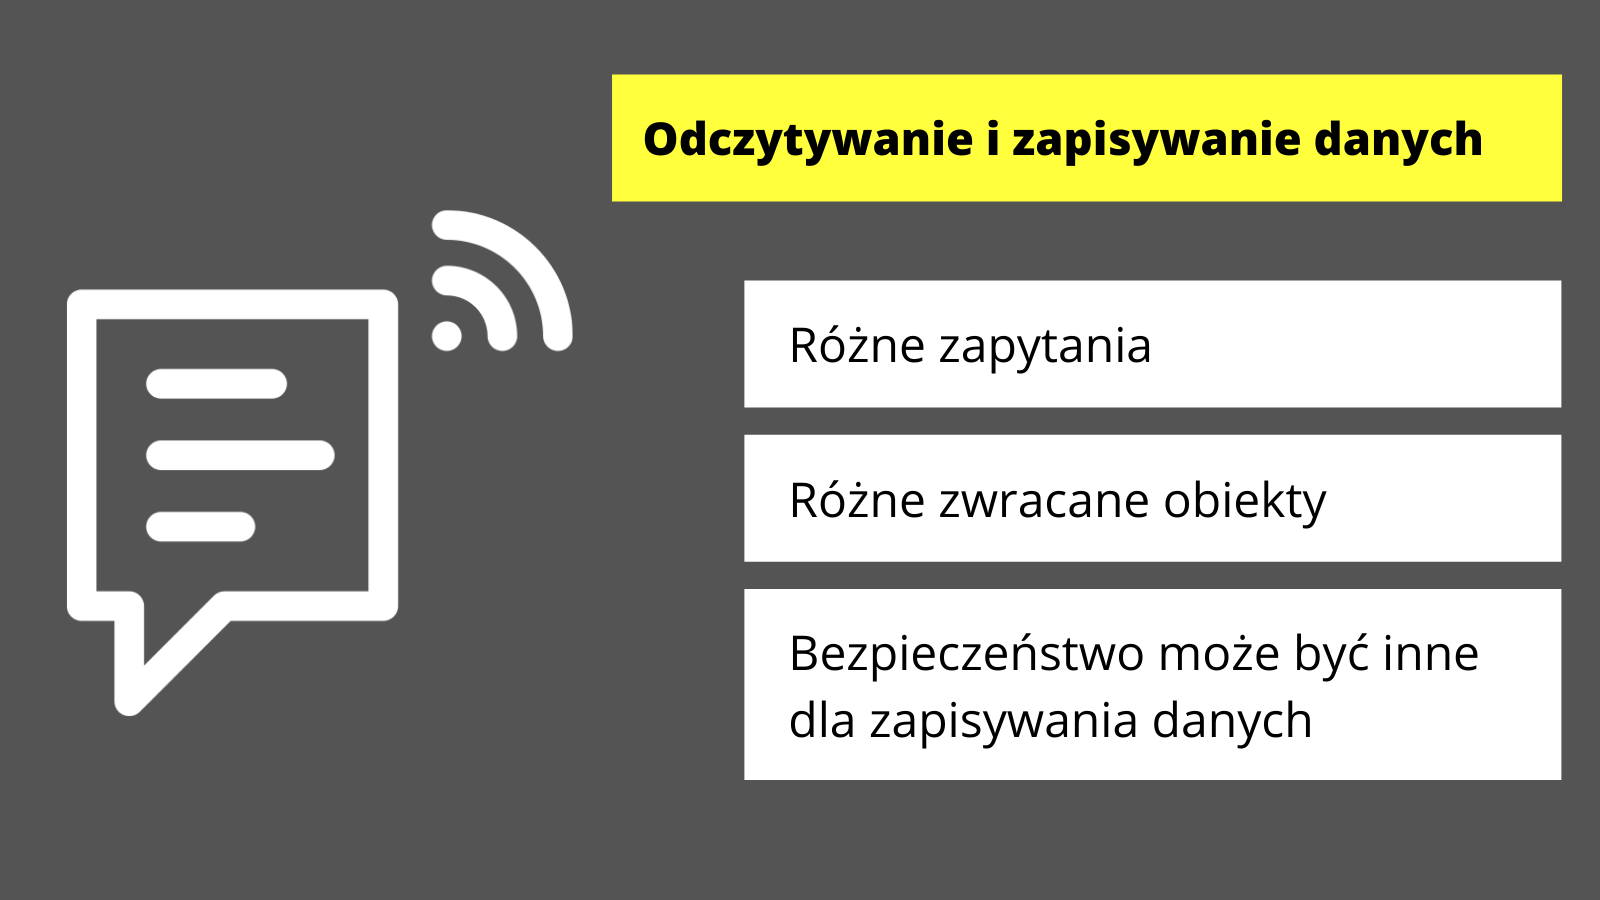 Odczytywanie i zapisywanie danych
Różne zapytania
Różne zwracane obiekty
Bezpieczeństwo może być inne
dla zapisywania danych